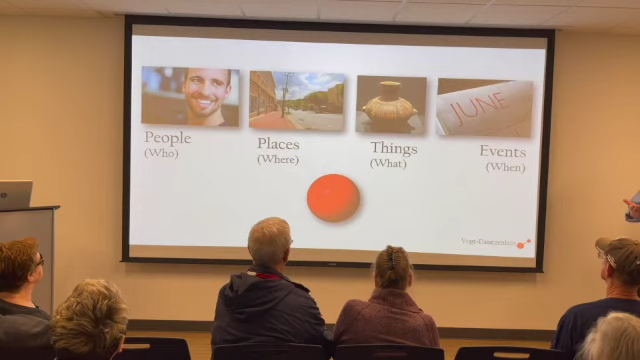 JUNE
People
(Who)
Places
(Where)
Things
(What)
Events
(When)